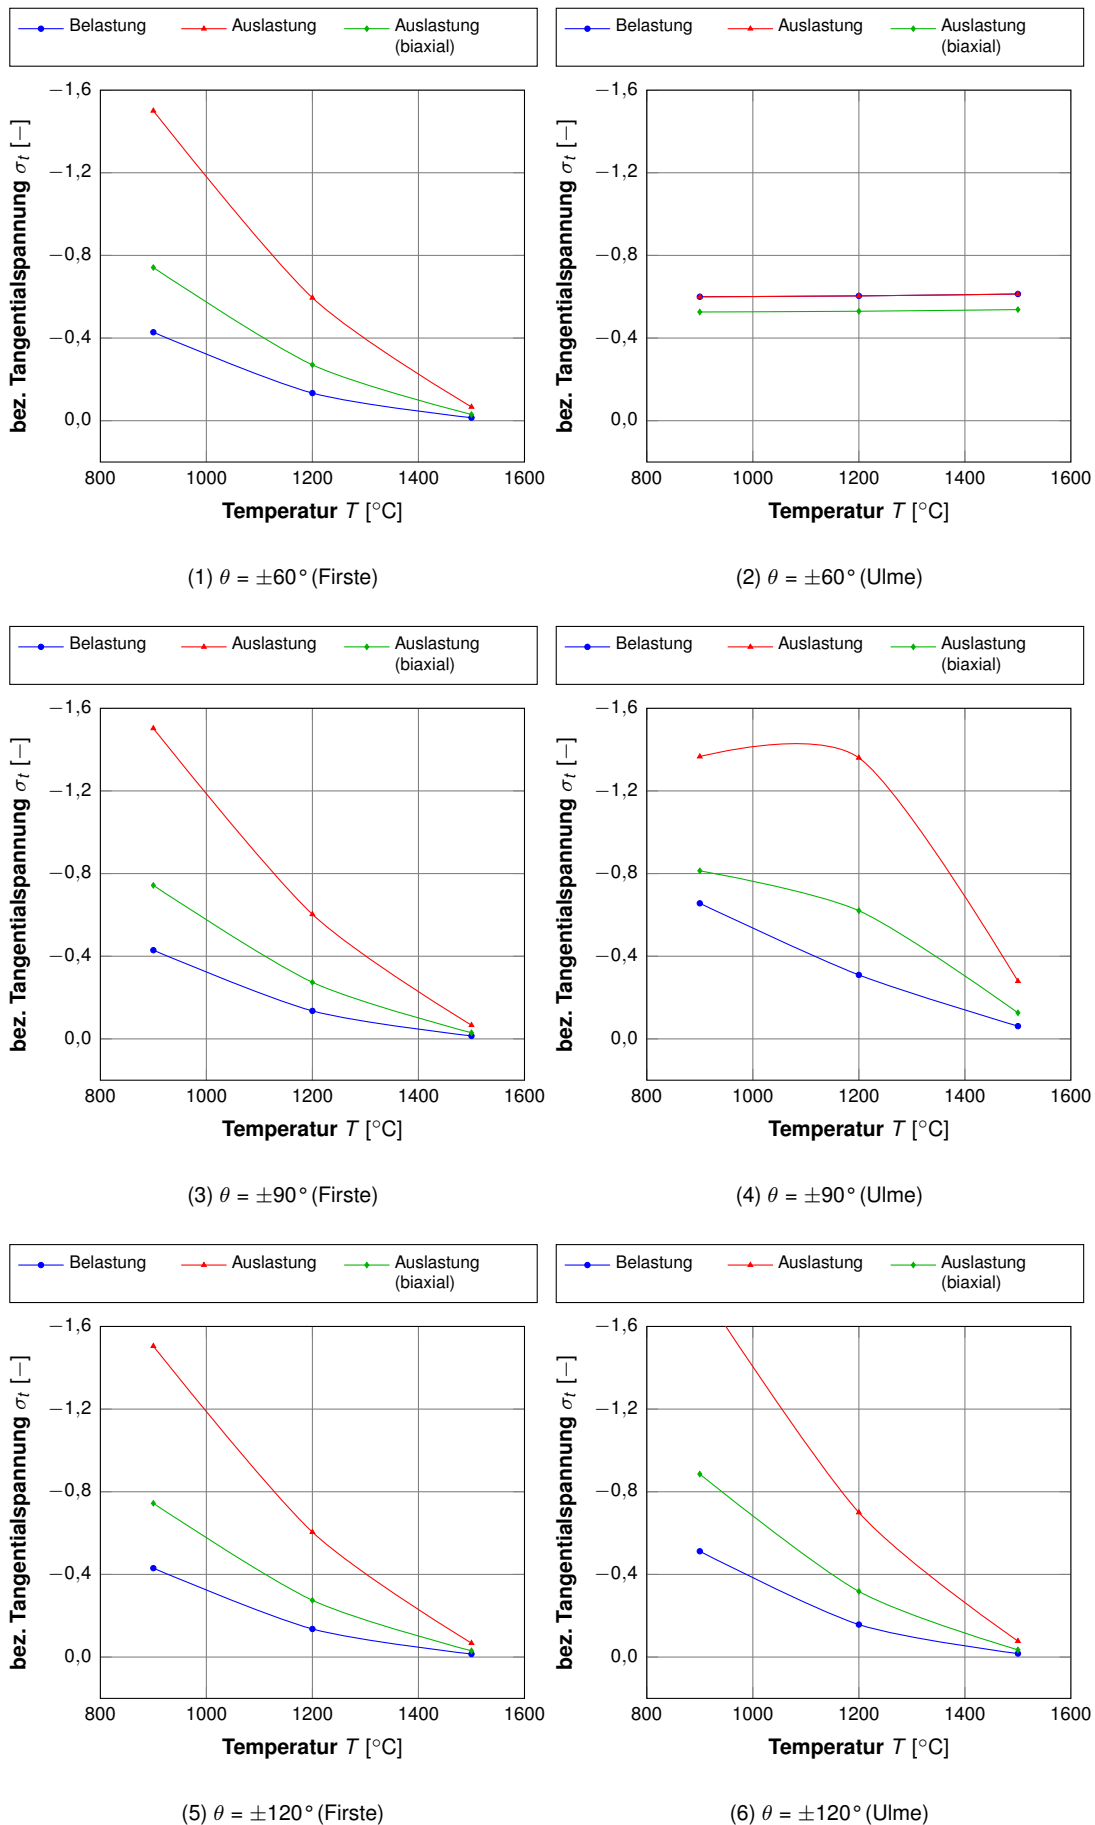 Belastung Auslastung Auslastung
(biaxial)
−1,6
−1,2
−0,8
−0,4
0,0
800 1000 1200 1400 1600
bez. Tangentialspannung σt [−]
Temperatur T [°C]
(1) θ = ±60° (Firste)
Belastung Auslastung Auslastung
(biaxial)
−1,6
−1,2
−0,8
−0,4
0,0
800 1000 1200 1400 1600
bez. Tangentialspannung σt [−]
Temperatur T [°C]
(2) θ = ±60° (Ulme)
Belastung Auslastung Auslastung
(biaxial)
−1,6
−1,2
−0,8
−0,4
0,0
800 1000 1200 1400 1600
bez. Tangentialspannung σt [−]
Temperatur T [°C]
(3) θ = ±90° (Firste)
Belastung Auslastung Auslastung
(biaxial)
−1,6
−1,2
−0,8
−0,4
0,0
800 1000 1200 1400 1600
bez. Tangentialspannung σt [−]
Temperatur T [°C]
(4) θ = ±90° (Ulme)
Belastung Auslastung Auslastung
(biaxial)
−1,6
−1,2
−0,8
−0,4
0,0
800 1000 1200 1400 1600
bez. Tangentialspannung σt [−]
Temperatur T [°C]
(5) θ = ±120° (Firste)
Belastung Auslastung Auslastung
(biaxial)
−1,6
−1,2
−0,8
−0,4
0,0
800 1000 1200 1400 1600
bez. Tangentialspannung σt [−]
Temperatur T [°C]
(6) θ = ±120° (Ulme)